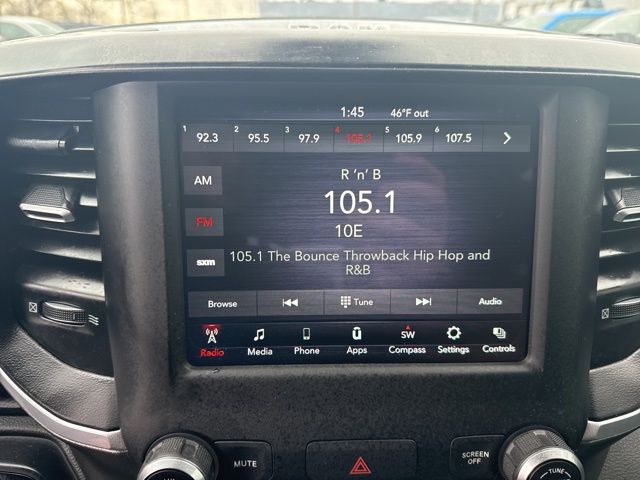 1:45 46°F out
1 92.3 2 95.5 3 97.9 4 105.1 5 105.9 6 107.5
R 'n' B
AM
105.1
FM
10E
sxm
105.1 The Bounce Throwback Hip Hop and
R&B
Browse Tune Audio
SW
Radio Media Phone Apps Compass Settings Controls
MUTE
SCREEN
OFF
TUNE